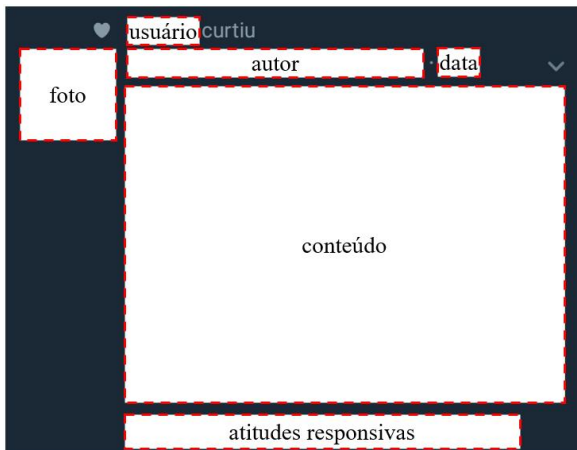 usuário curtiu
autor · data
foto
conteúdo
atitudes responsivas